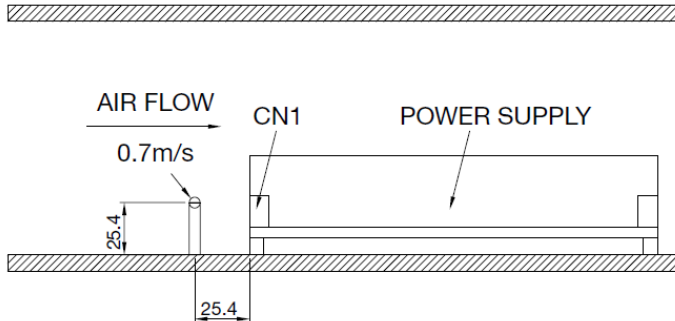 AIR FLOW
CN1
POWER SUPPLY
0.7m/s
25.4
25.4